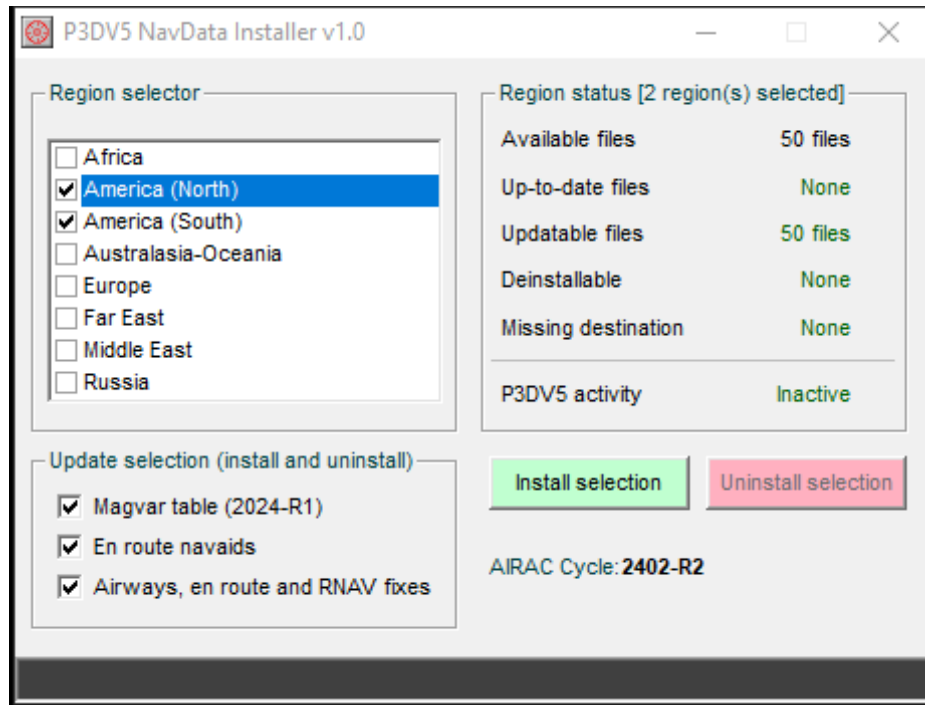 P3DV5 NavData Installer v1.0
Region selector
Africa
America (North)
America (South)
Australasia-Oceania
Europe
Far East
Middle East
Russia
Region status [2 region(s) selected]
Available files 50 files
Up-to-date files None
Updatable files 50 files
Deinstallable None
Missing destination None
P3DV5 activity Inactive
Update selection (install and uninstall)
Magvar table (2024-R1)
En route navaids
Airways, en route and RNAV fixes
Install selection Uninstall selection
AIRAC Cycle: 2402-R2